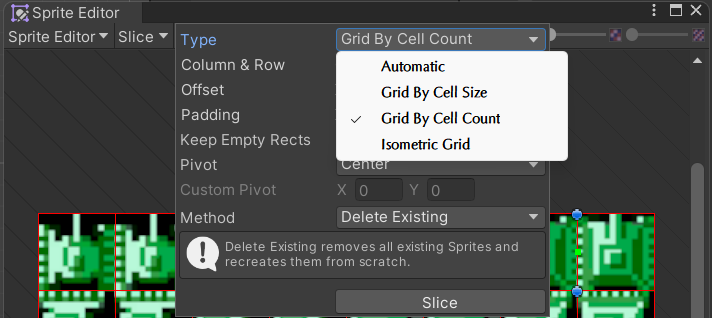 Sprite Editor
Sprite Editor Slice
Type Grid By Cell Count
Automatic
Grid By Cell Size
Grid By Cell Count
Isometric Grid
Column & Row
Offset
Padding
Keep Empty Rects
Pivot Center
Custom Pivot X 0 Y 0
Method Delete Existing
Delete Existing removes all existing Sprites and
recreates them from scratch.
Slice